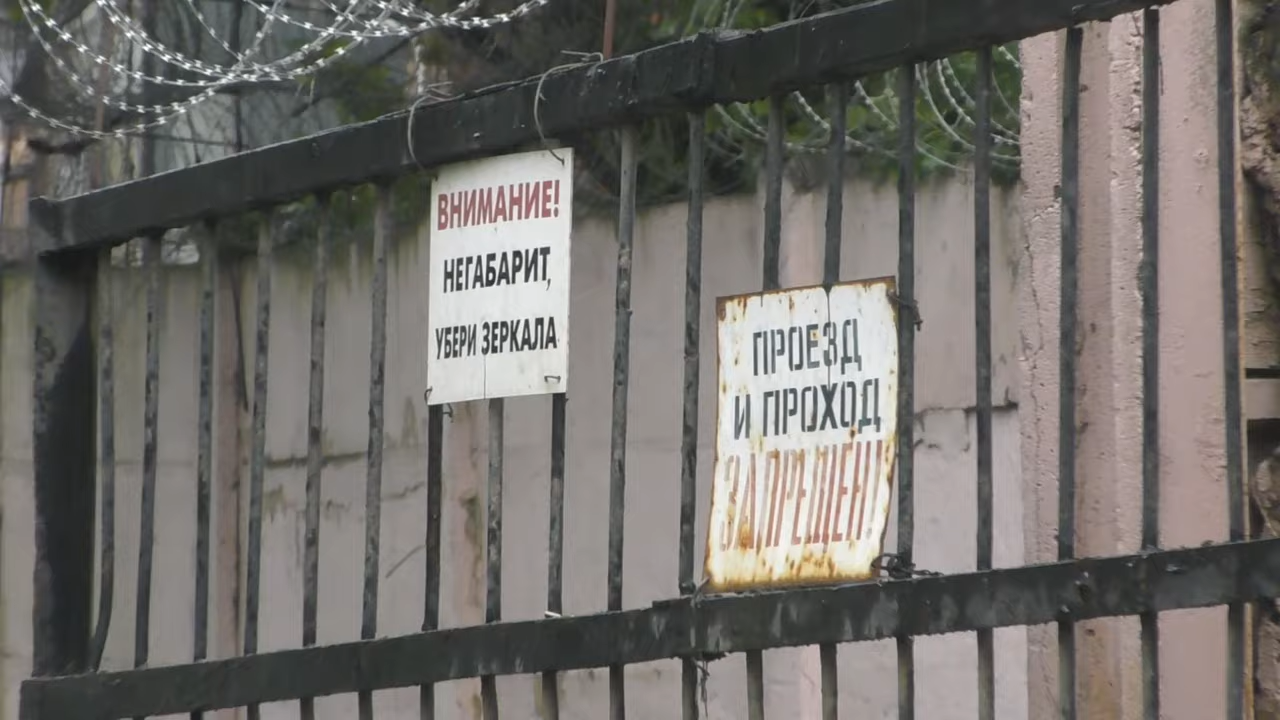 ВНИМАНИЕ!
НЕГАБАРИТ,
УБЕРИ ЗЕРКАЛА
ПРОЕЗД
И ПРОХОД
ЗАПРЕЩЕН!